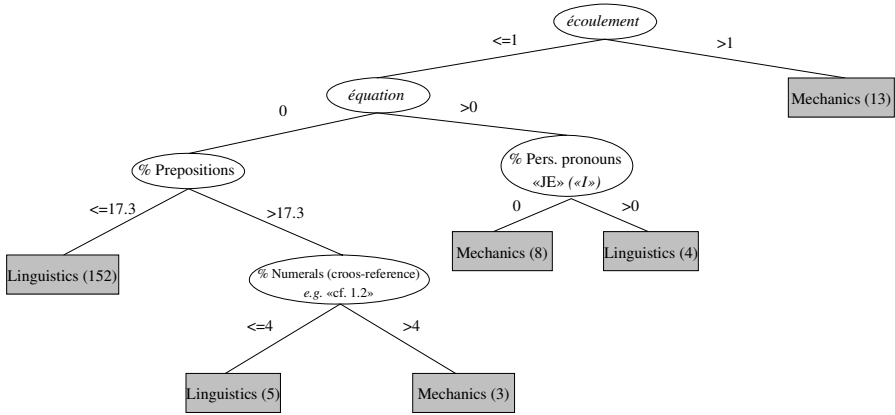 écoulement
<=1
>1
équation
Mechanics (13)
0
>0
% Prepositions
% Pers. pronouns
«JE» («I»)
<=17.3
>17.3
0
>0
Linguistics (152)
% Numerals (croos-reference)
e.g. «cf. 1.2»
Mechanics (8)
Linguistics (4)
<=4
>4
Linguistics (5)
Mechanics (3)